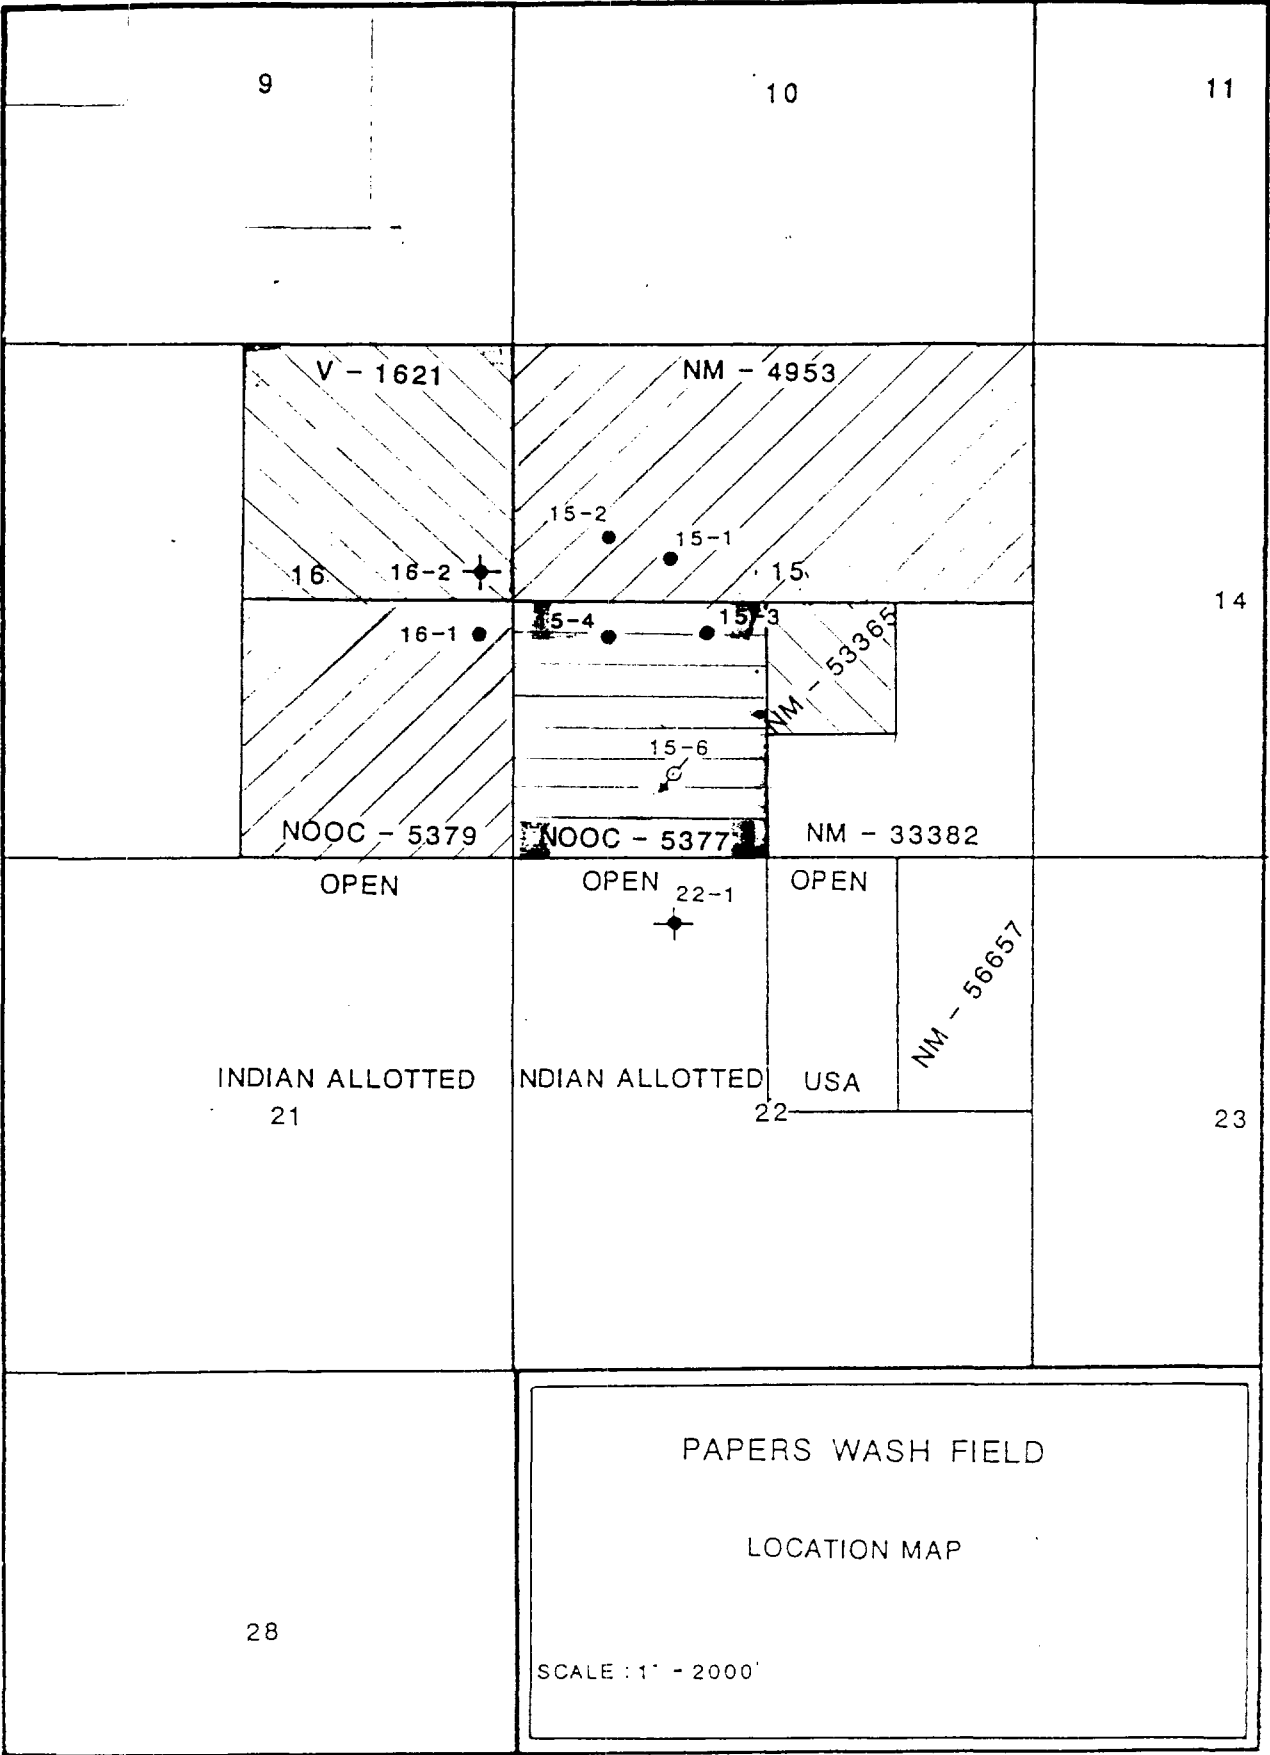 9
10
11
V - 1621
NM - 4953
15-2
15-1
16
16-2
15
14
16-1
5-4
15-3
NM - 53365
15-6
NOOC - 5379
NOOC - 5377
NM - 33382
OPEN
OPEN
OPEN
22-1
NM - 56657
INDIAN ALLOTTED
NDIAN ALLOTTED
USA
21
22
23
PAPERS WASH FIELD
LOCATION MAP
28
SCALE : 1" - 2000'